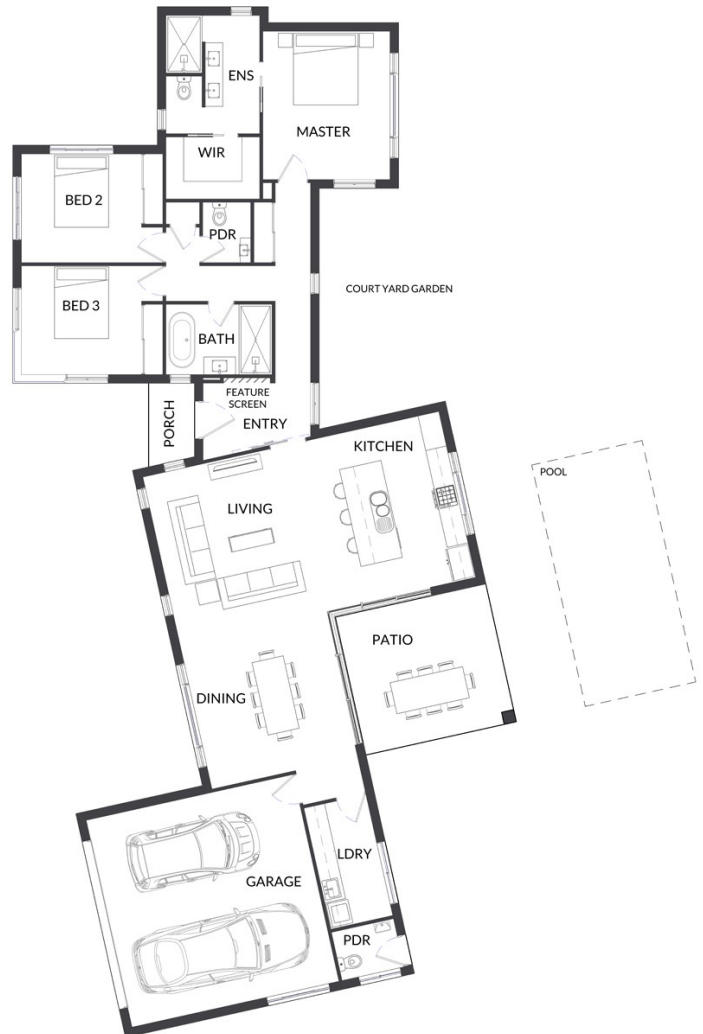 ENS
MASTER
WIR
BED 2
PDR
BED 3
COURT YARD GARDEN
BATH
FEATURE
SCREEN
PORCH
ENTRY
KITCHEN
LIVING
POOL
PATIO
DINING
LDRY
GARAGE
PDR